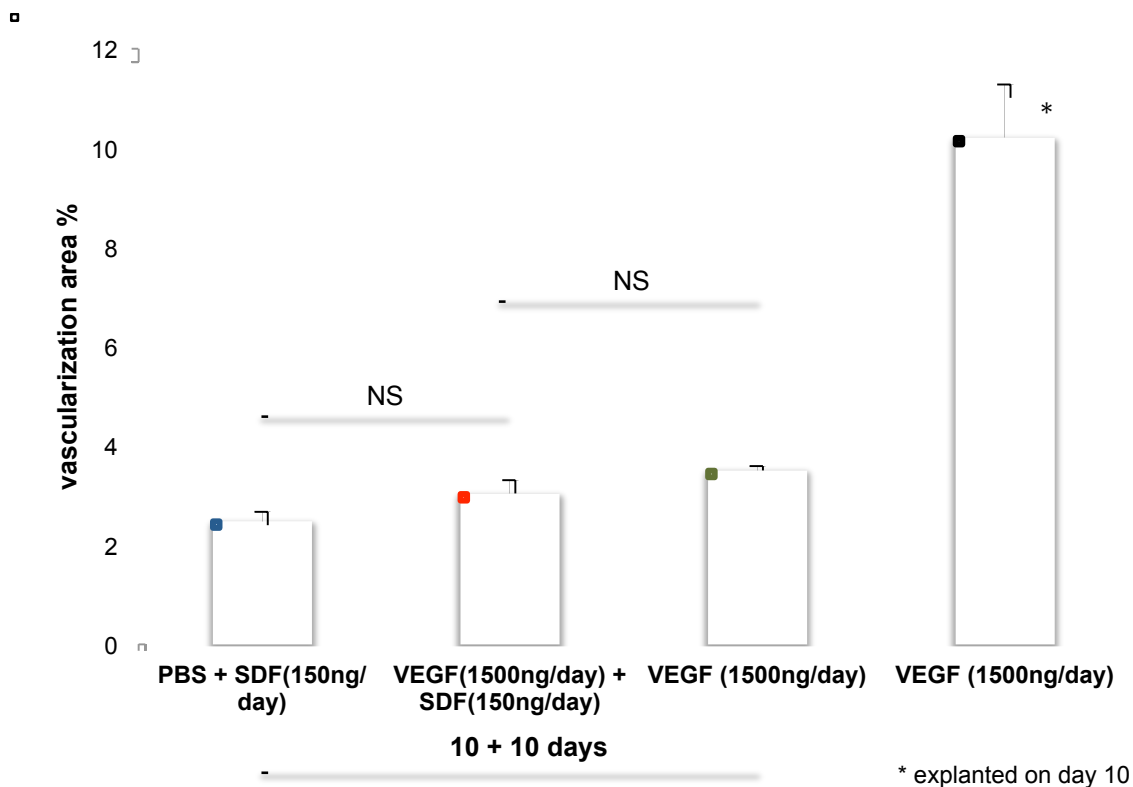 12
10
8
6
4
2
0
vascularization area %
*
NS
NS
PBS + SDF(150ng/
day)
VEGF(1500ng/day) +
SDF(150ng/day)
VEGF (1500ng/day)
VEGF (1500ng/day)
10 + 10 days
* explanted on day 10